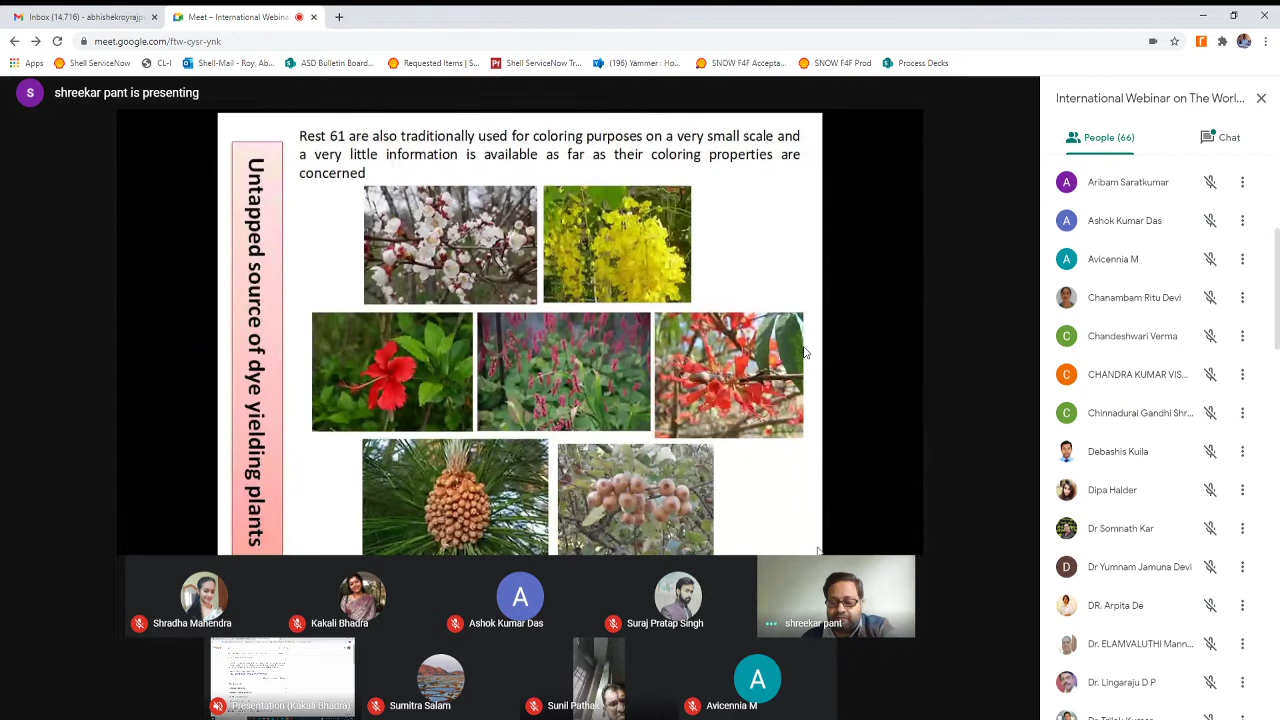 Inbox (14,716) - abhishekroyrajp
Meet – International Webina
meet.google.com/ftw-cysr-ynk
Apps
Shell ServiceNow
CL-I
Shell-Mail - Roy, Ab...
ASD Bulletin Board...
Requested Items | S...
Shell ServiceNow Tr...
(196) Yammer : Ho...
SNOW F4F Accepta...
SNOW F4F Prod
Process Decks
S
shreekar pant is presenting
Rest 61 are also traditionally used for coloring purposes on a very small scale and
a very little information is available as far as their coloring properties are
concerned
Untapped source of dye yielding plants
Shradha Mahendra
Kakali Bhadra
A
Ashok Kumar Das
Suraj Pratap Singh
shreekar pant
Presentation (Kakali Bhadra)
Sumitra Salam
Sunil Pathak
A
Avicennia M
International Webinar on The Worl...
People (66)
Chat
A
Aribam Saratkumar
A
Ashok Kumar Das
A
Avicennia M
Chanambam Ritu Devi
C
Chandeshwari Verma
C
CHANDRA KUMAR VIS...
C
Chinnadurai Gandhi Shr...
Debashis Kuila
Dipa Halder
Dr Somnath Kar
D
Dr Yumnam Jamuna Devi
DR. Arpita De
Dr. ELAMVALUTHI Mann...
Dr. Lingaraju D P